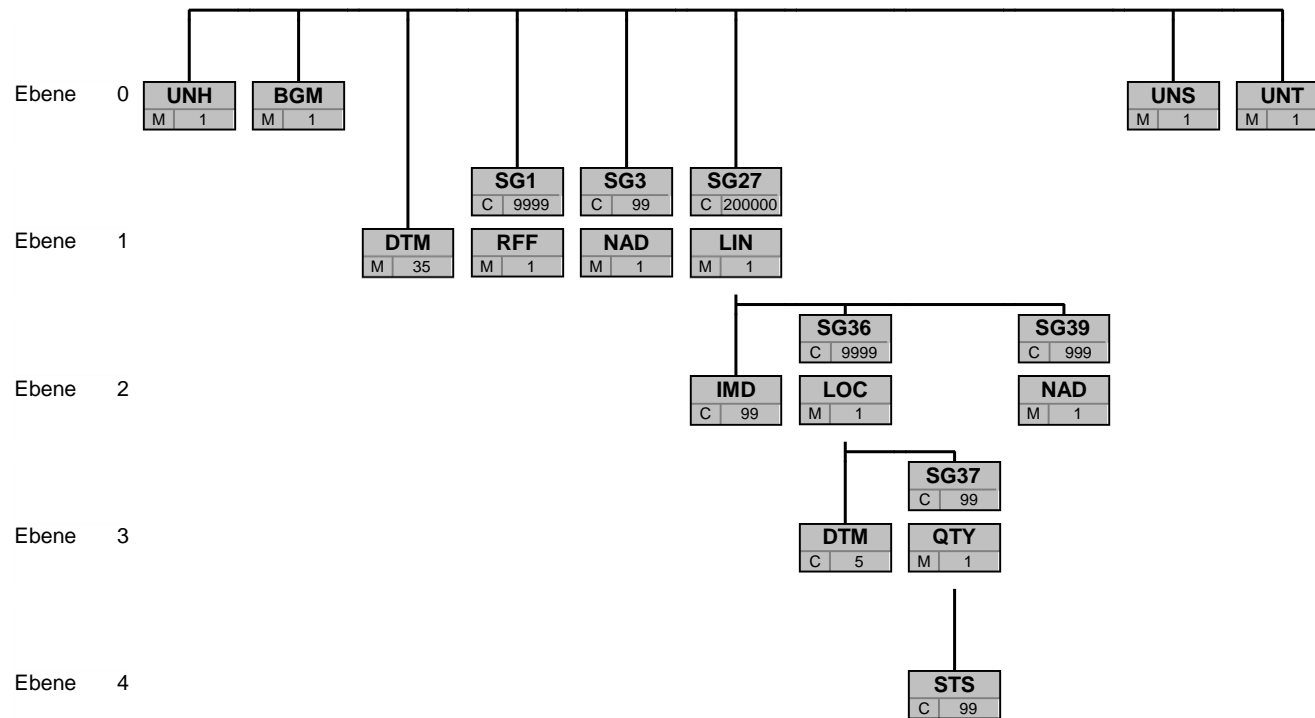 Ebene 0 UNH BGM UNS UNT
M 1 M 1 M 1 M 1
SG1 SG3 SG27
C 9999 C 99 C 200000
Ebene 1 DTM RFF NAD LIN
M 35 M 1 M 1 M 1
SG36 SG39
C 9999 C 999
Ebene 2 IMD LOC NAD
C 99 M 1 M 1
SG37
C 99
Ebene 3 DTM QTY
C 5 M 1
Ebene 4 STS
C 99